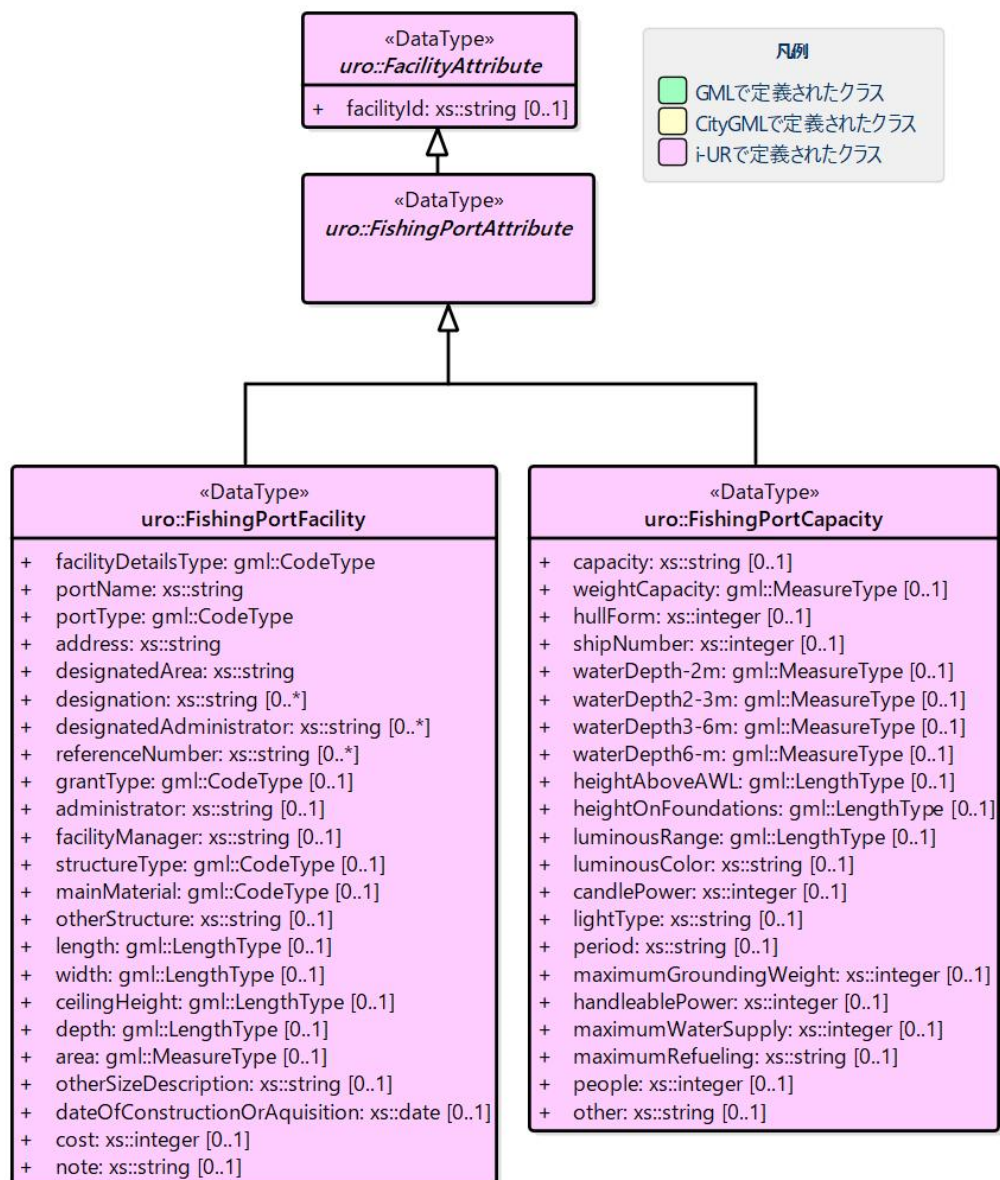 «DataType»
uro::FacilityAttribute
+ facilityId: xs::string [0..1]
凡例
GMLで定義されたクラス
CityGMLで定義されたクラス
i-URで定義されたクラス
«DataType»
uro::FishingPortAttribute
«DataType»
uro::FishingPortFacility
+ facilityDetailsType: gml::CodeType
+ portName: xs::string
+ portType: gml::CodeType
+ address: xs::string
+ designatedArea: xs::string
+ designation: xs::string [0..*]
+ designatedAdministrator: xs::string [0..*]
+ referenceNumber: xs::string [0..*]
+ grantType: gml::CodeType [0..1]
+ administrator: xs::string [0..1]
+ facilityManager: xs::string [0..1]
+ structureType: gml::CodeType [0..1]
+ mainMaterial: gml::CodeType [0..1]
+ otherStructure: xs::string [0..1]
+ length: gml::LengthType [0..1]
+ width: gml::LengthType [0..1]
+ ceilingHeight: gml::LengthType [0..1]
+ depth: gml::LengthType [0..1]
+ area: gml::MeasureType [0..1]
+ otherSizeDescription: xs::string [0..1]
+ dateOfConstructionOrAquisition: xs::date [0..1]
+ cost: xs::integer [0..1]
+ note: xs::string [0..1]
«DataType»
uro::FishingPortCapacity
+ capacity: xs::string [0..1]
+ weightCapacity: gml::MeasureType [0..1]
+ hullForm: xs::integer [0..1]
+ shipNumber: xs::integer [0..1]
+ waterDepth-2m: gml::MeasureType [0..1]
+ waterDepth2-3m: gml::MeasureType [0..1]
+ waterDepth3-6m: gml::MeasureType [0..1]
+ waterDepth6-m: gml::MeasureType [0..1]
+ heightAboveAWL: gml::LengthType [0..1]
+ heightOnFoundations: gml::LengthType [0..1]
+ luminousRange: gml::LengthType [0..1]
+ luminousColor: xs::string [0..1]
+ candlePower: xs::integer [0..1]
+ lightType: xs::string [0..1]
+ period: xs::string [0..1]
+ maximumGroundingWeight: xs::integer [0..1]
+ handleablePower: xs::integer [0..1]
+ maximumWaterSupply: xs::integer [0..1]
+ maximumRefueling: xs::string [0..1]
+ people: xs::integer [0..1]
+ other: xs::string [0..1]